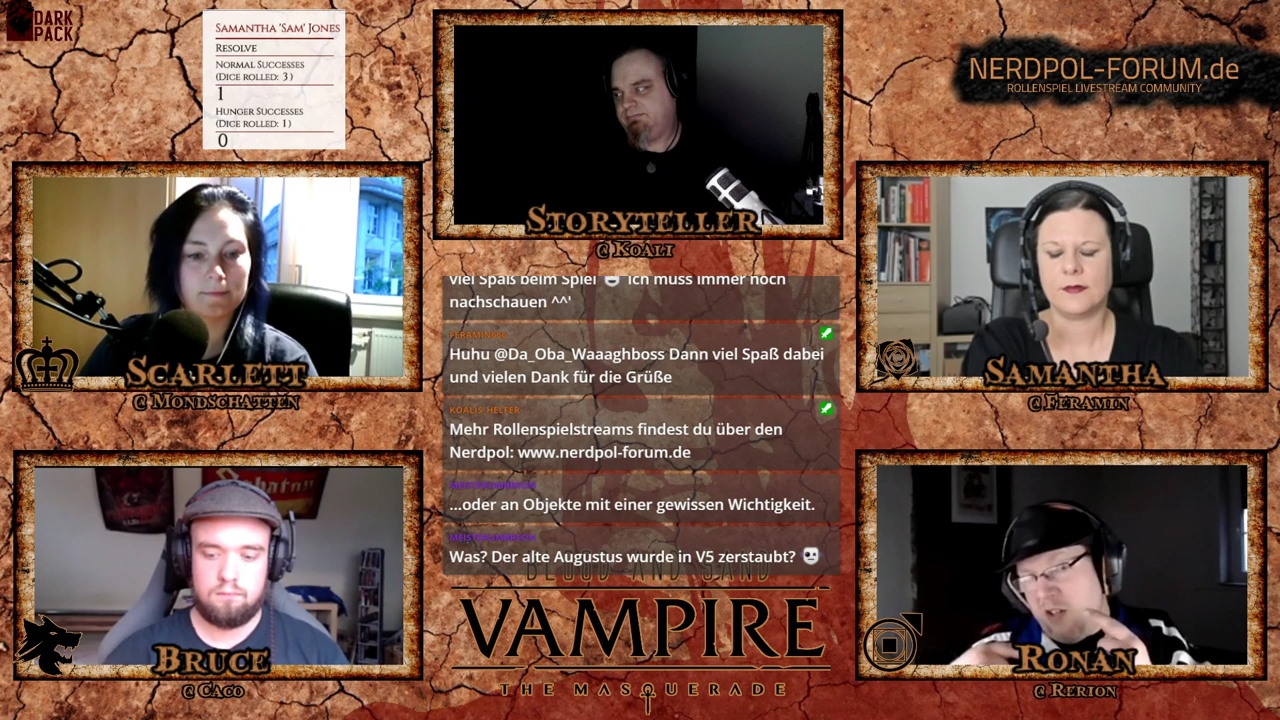 DARK
PACK
SAMANTHA 'SAM' JONES
RESOLVE
NORMAL SUCCESSES
(DICE ROLLED: 3)
1
HUNGER SUCCESSES
(DICE ROLLED: 1)
0
NERDPOL-FORUM.de
ROLLENSPIEL LIVESTREAM COMMUNITY
STORYTELLER
@ KOALI
SCARLETT
@ MONDSCHATTEN
SAMANTHA
@ FERAMIN
viel Spaß beim Spiel ich muss immer noch
nachschauen ^^'
Huhu @Da_Oba_Waaaghboss Dann viel Spaß dabei
und vielen Dank für die Grüße
KOALIS_HELFER
Mehr Rollenspielstreams findest du über den
Nerdpol: www.nerdpol-forum.de
...oder an Objekte mit einer gewissen Wichtigkeit.
Was? Der alte Augustus wurde in V5 zerstaubt?
BLOOD AND SAND
VAMPIRE
THE MASQUERADE
Sabaton
BRUCE
@ CACO
RONAN
@ RERION